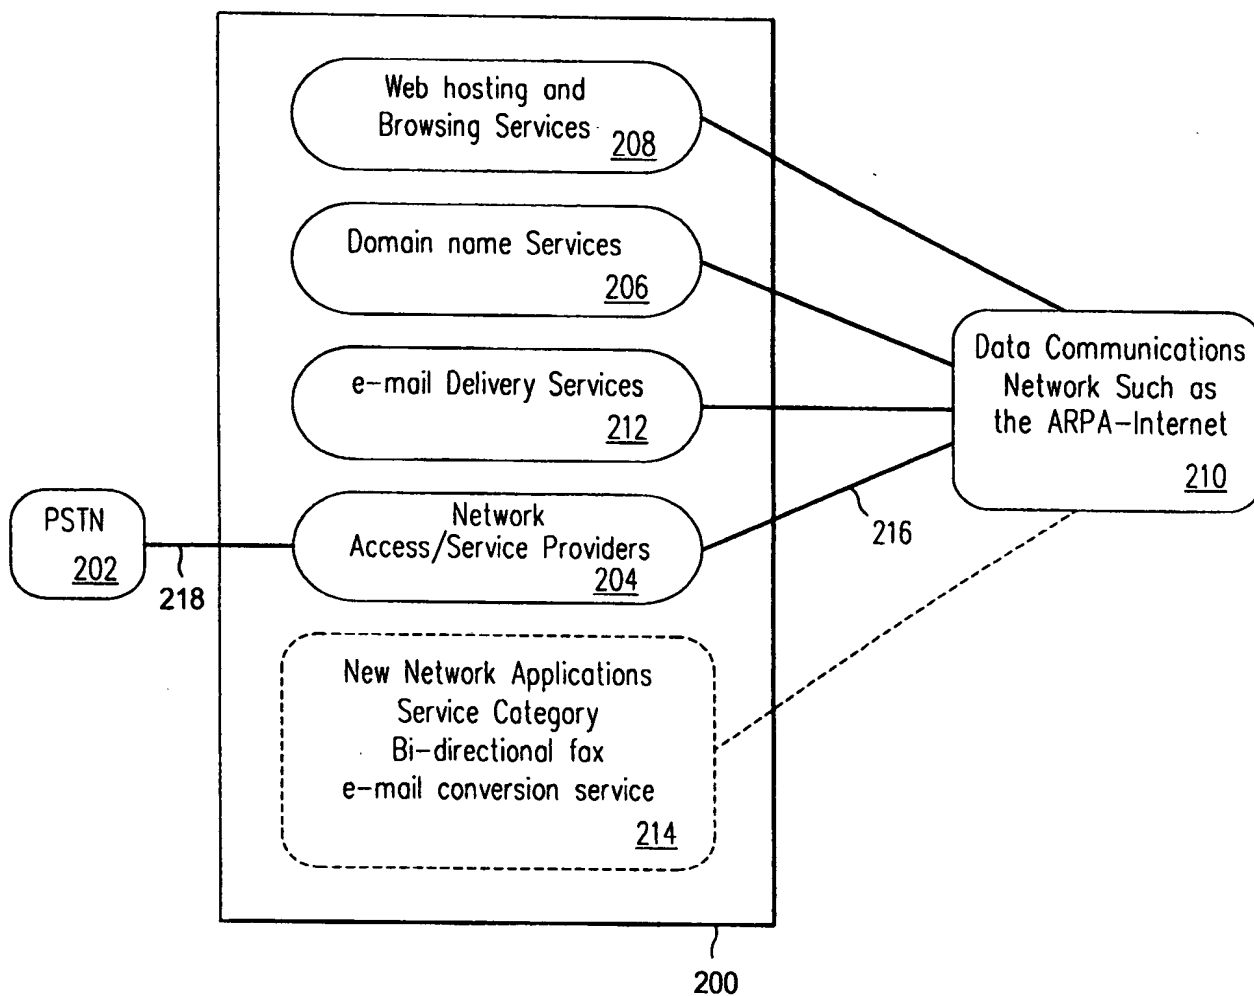 Web hosting and
Browsing Services
208
Domain name Services
206
e-mail Delivery Services
212
Data Communications
Network Such as
the ARPA-Internet
210
PSTN
202
218
Network
Access/Service Providers
204
216
New Network Applications
Service Category
Bi-directional fax
e-mail conversion service
214
200